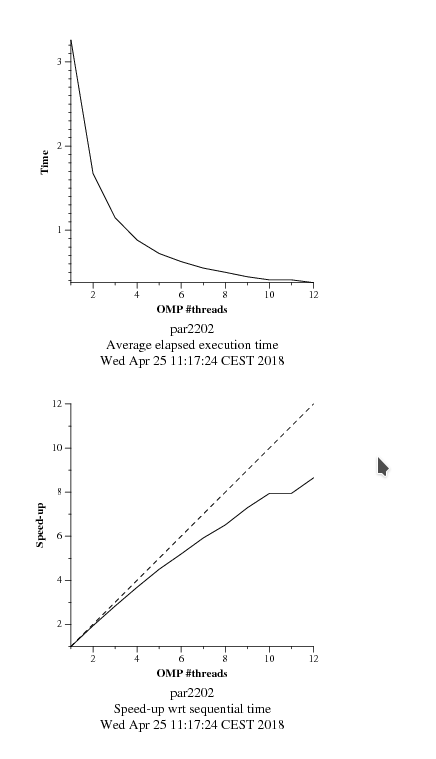 3
2
1
Time
2
4
6
8
10
12
OMP #threads
par2202
Average elapsed execution time
Wed Apr 25 11:17:24 CEST 2018
12
10
8
6
4
2
Speed-up
2
4
6
8
10
12
OMP #threads
par2202
Speed-up wrt sequential time
Wed Apr 25 11:17:24 CEST 2018